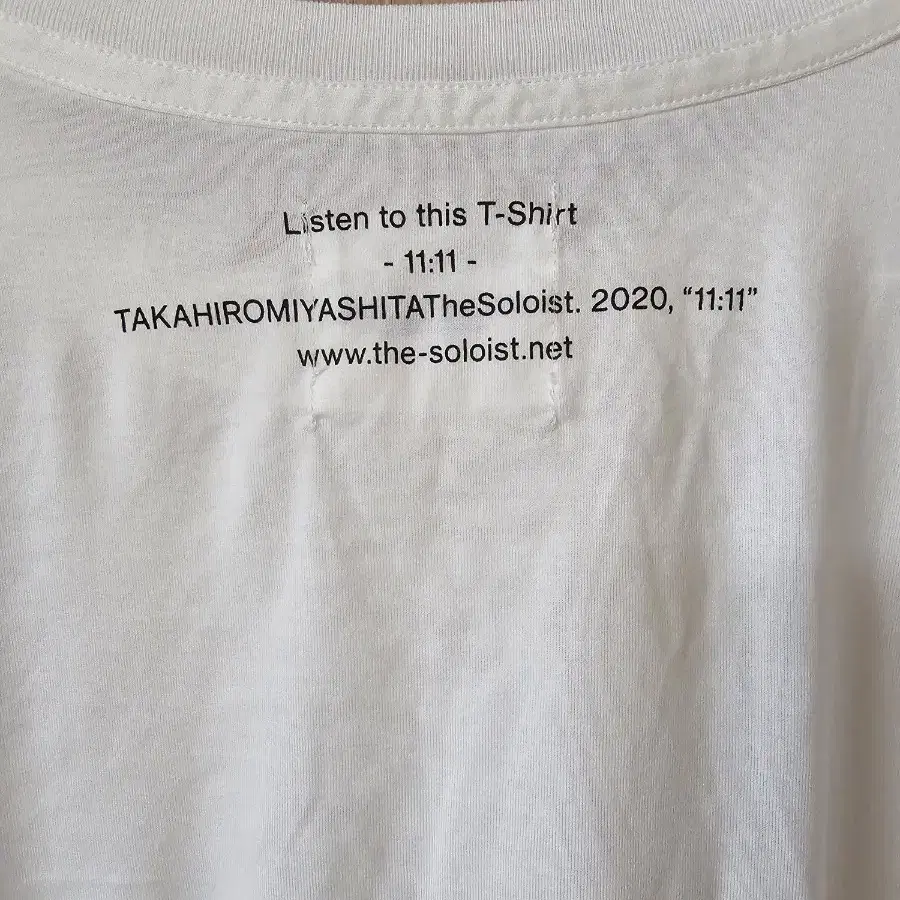 Listen to this T-Shirt
- 11:11 -
TAKAHIROMIYASHITATheSoloist. 2020, “11:11”
www.the-soloist.net